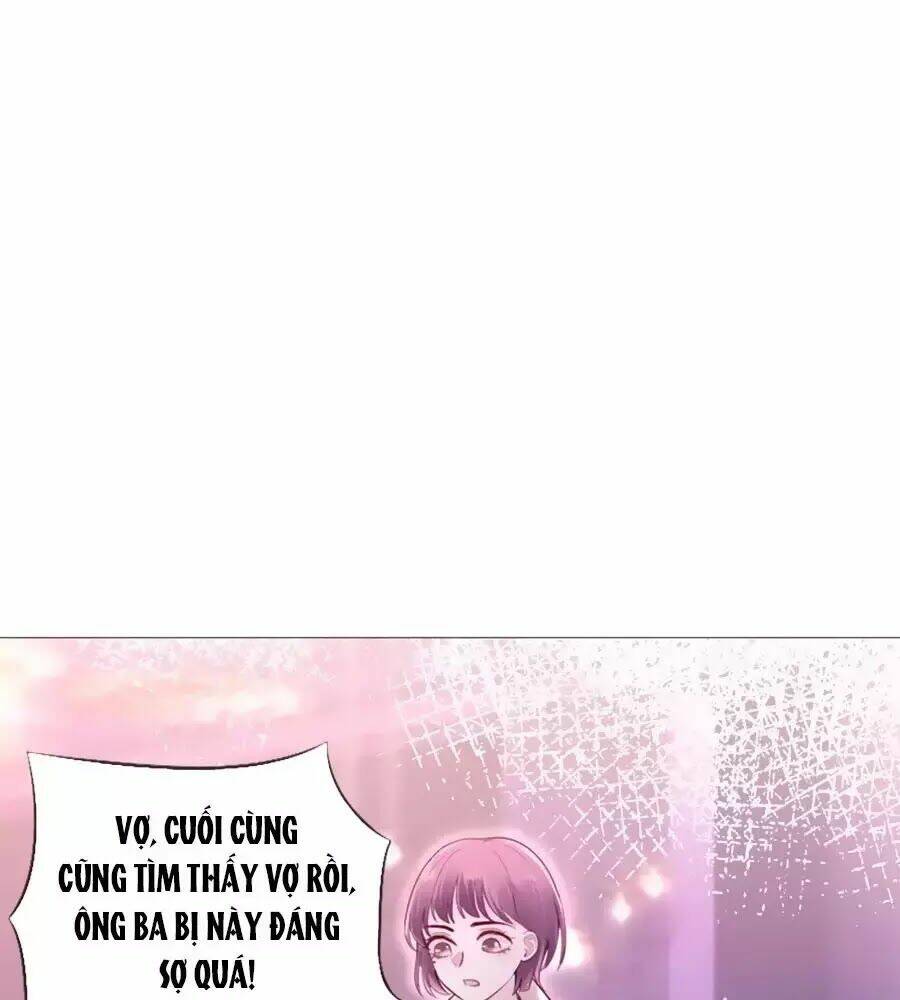 VỢ, CUỐI CÙNG
CŨNG TÌM THẤY VỢ RỒI,
ÔNG BA BỊ NÀY ĐÁNG
SỢ QUÁ!